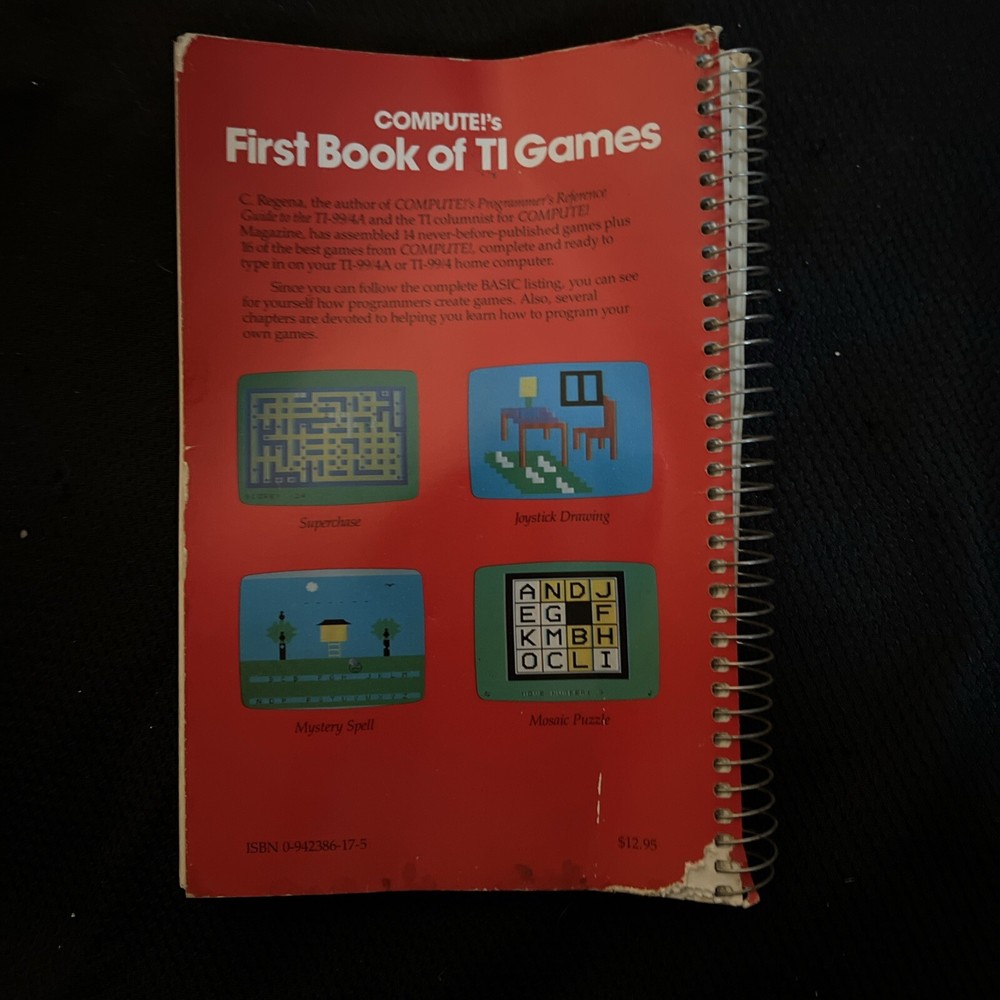 COMPUTE!'s
First Book of TI Games
C. Regena, the author of COMPUTE!'s Programmer's Reference
Guide to the TI-99/4A and the TI columnist for COMPUTE!
Magazine, has assembled 14 never-before-published games plus
16 of the best games from COMPUTE!, complete and ready to
type in on your TI-99/4A or TI-99/4 home computer.
Since you can follow the complete BASIC listing, you can see
for yourself how programmers create games. Also, several
chapters are devoted to helping you learn how to program your
own games.
Superchase
Joystick Drawing
A N D J
E G F
K M B H
O C L I
Mystery Spell
Mosaic Puzzle
ISBN 0-942386-17-5
$12.95